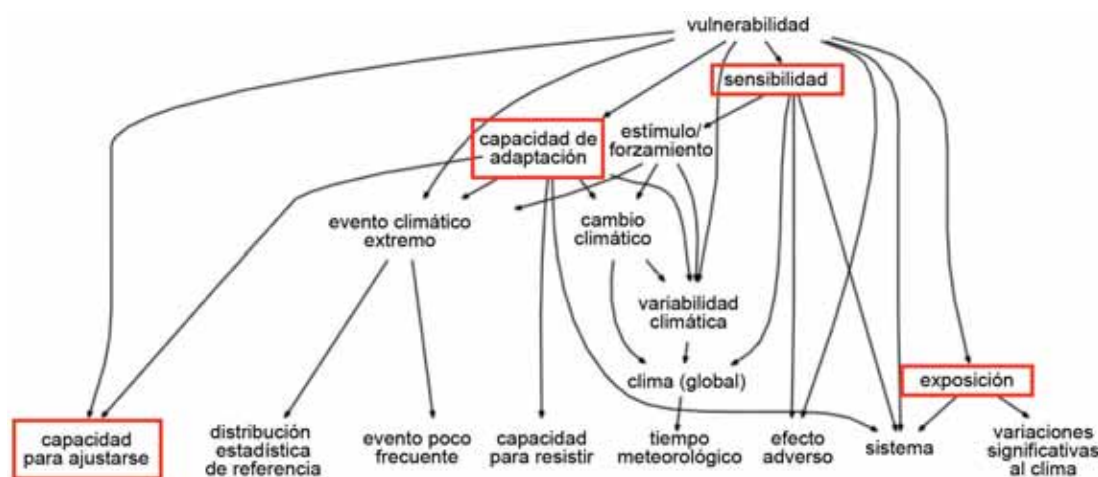 vulnerabilidad
sensibilidad
capacidad de
adaptación
estímulo/
forzamiento
evento climático
extremo
cambio
climático
variabilidad
climática
clima (global)
exposición
capacidad
para ajustarse
distribución
estadística
de referencia
evento poco
frecuente
capacidad
para resistir
tiempo
meteorológico
efecto
adverso
sistema
variaciones
significativas
al clima